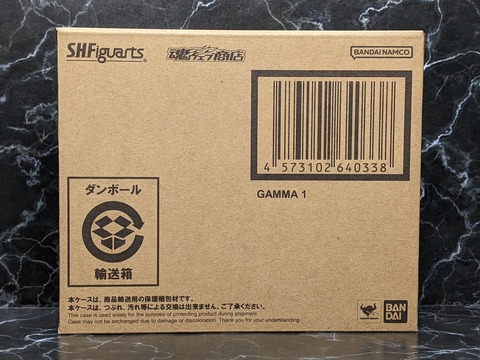 S.H.Figuarts
魂ウェブ商店
BANDAI NAMCO
4 573102 640338
GAMMA 1
ダンボール
輸送箱
本ケースは、商品輸送用の保護梱包材です。
本ケースは、つぶれ、汚れ等による交換は出来ません。ご了承ください。
This case is used solely for the purpose of protecting product during shipment.
Case may not be exchanged due to damage or discoloration. Thank you for your understanding.
BAN
DAI